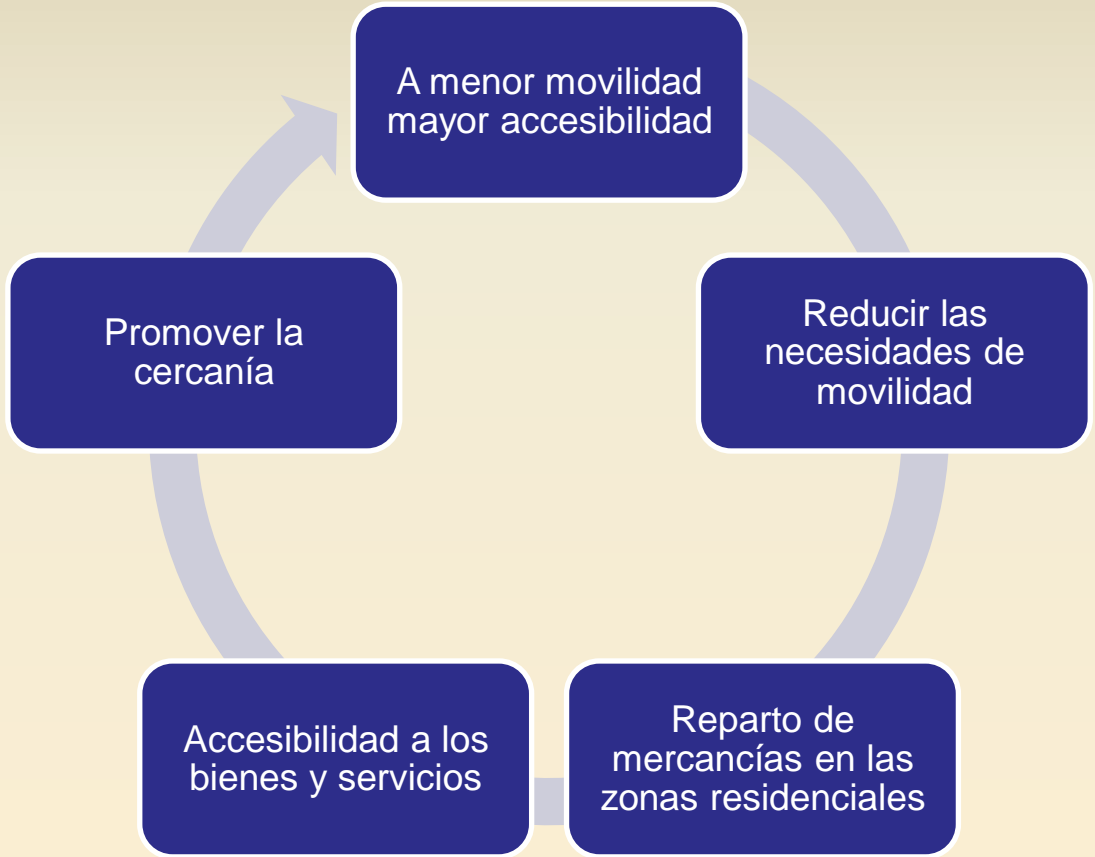 A menor movilidad
mayor accesibilidad
Reducir las
necesidades de
movilidad
Reparto de
mercancías en las
zonas residenciales
Accesibilidad a los
bienes y servicios
Promover la
cercanía